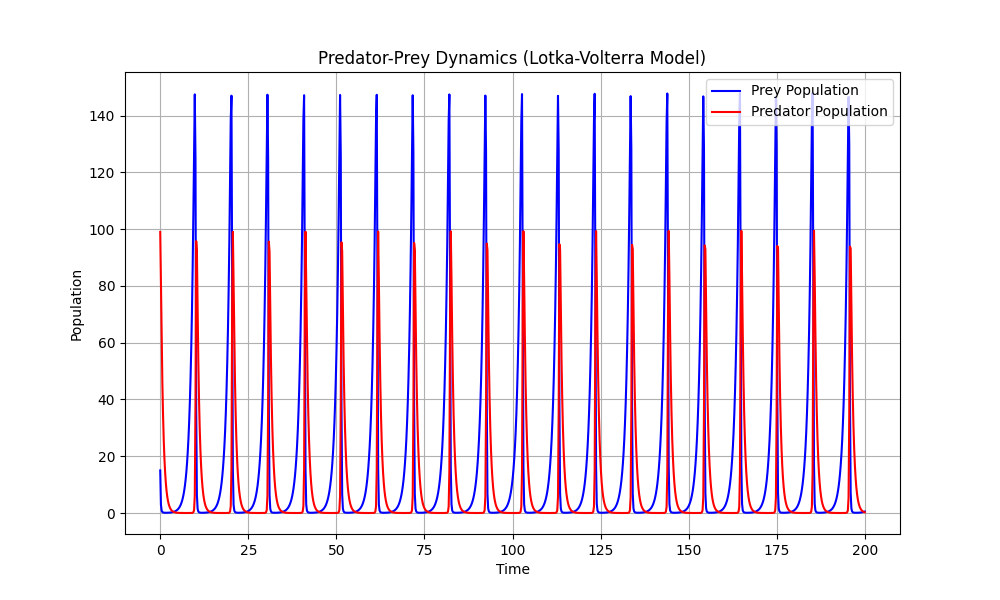 Predator-Prey Dynamics (Lotka-Volterra Model)
Prey Population
Predator Population
Population
140
120
100
80
60
40
20
0
0 25 50 75 100 125 150 175 200
Time